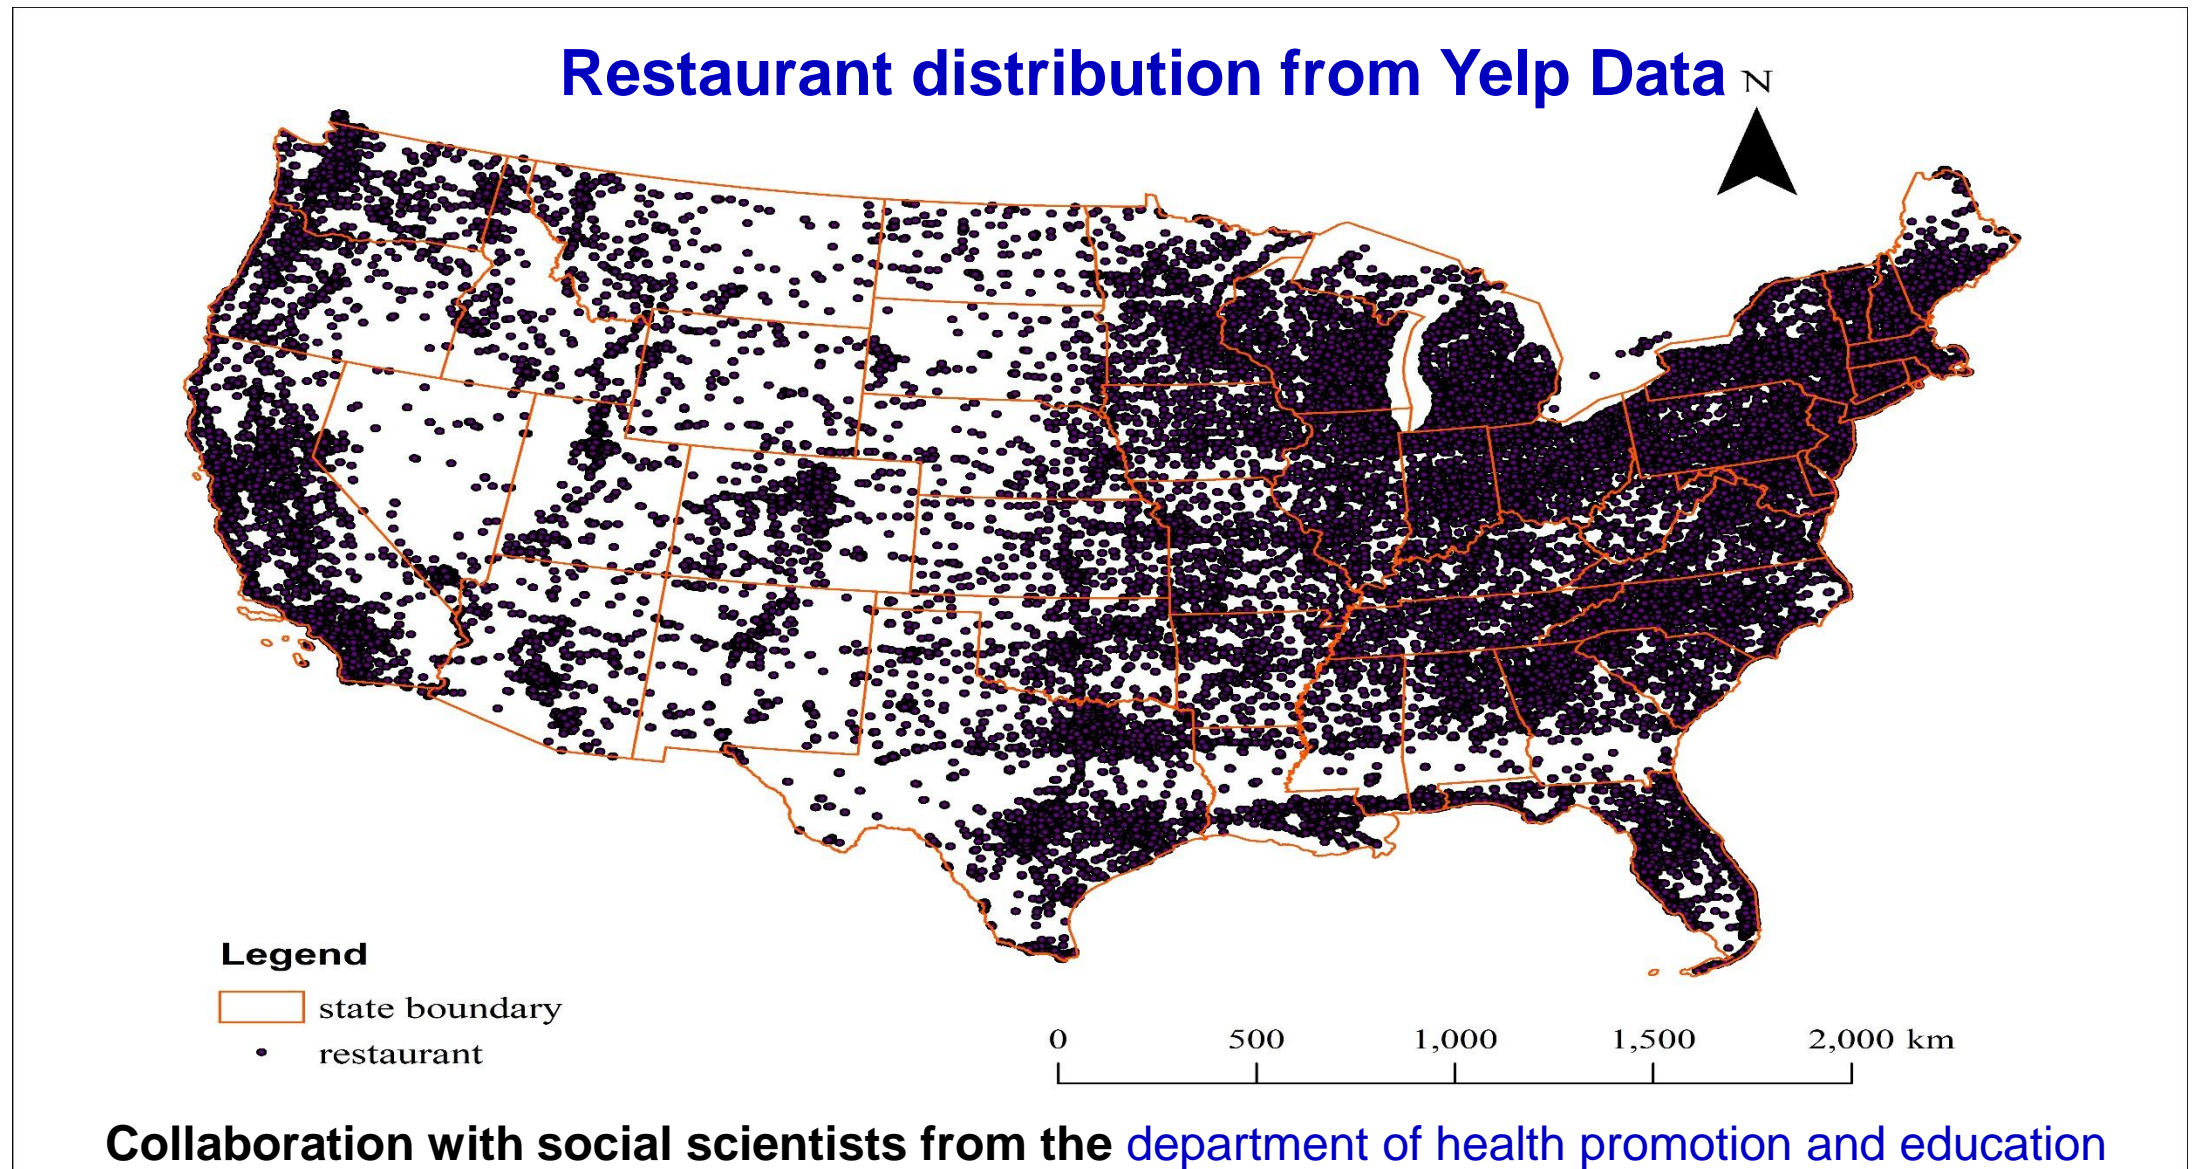 Restaurant distribution from Yelp Data
N
Legend
state boundary
restaurant
0 500 1,000 1,500 2,000 km
Collaboration with social scientists from the department of health promotion and education